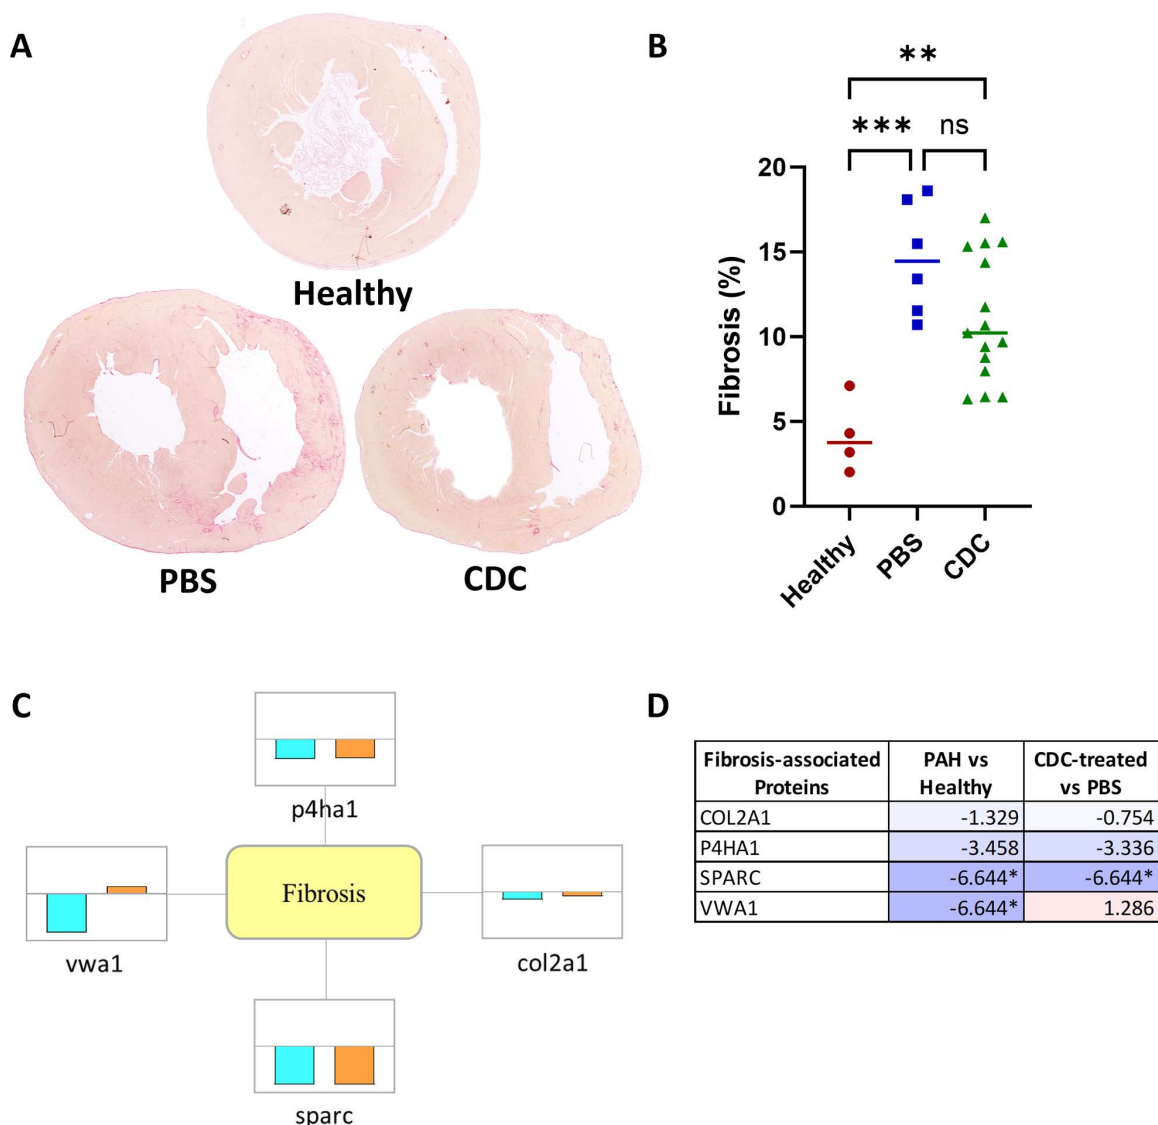 A
Healthy
PBS
CDC
B
**
***
ns
Fibrosis (%)
20
15
10
5
0
Healthy
PBS
CDC
C
p4ha1
vwa1
Fibrosis
col2a1
sparc
D
Fibrosis-associated Proteins	PAH vs Healthy	CDC-treated vs PBS
COL2A1	-1.329	-0.754
P4HA1	-3.458	-3.336
SPARC	-6.644*	-6.644*
VWA1	-6.644*	1.286